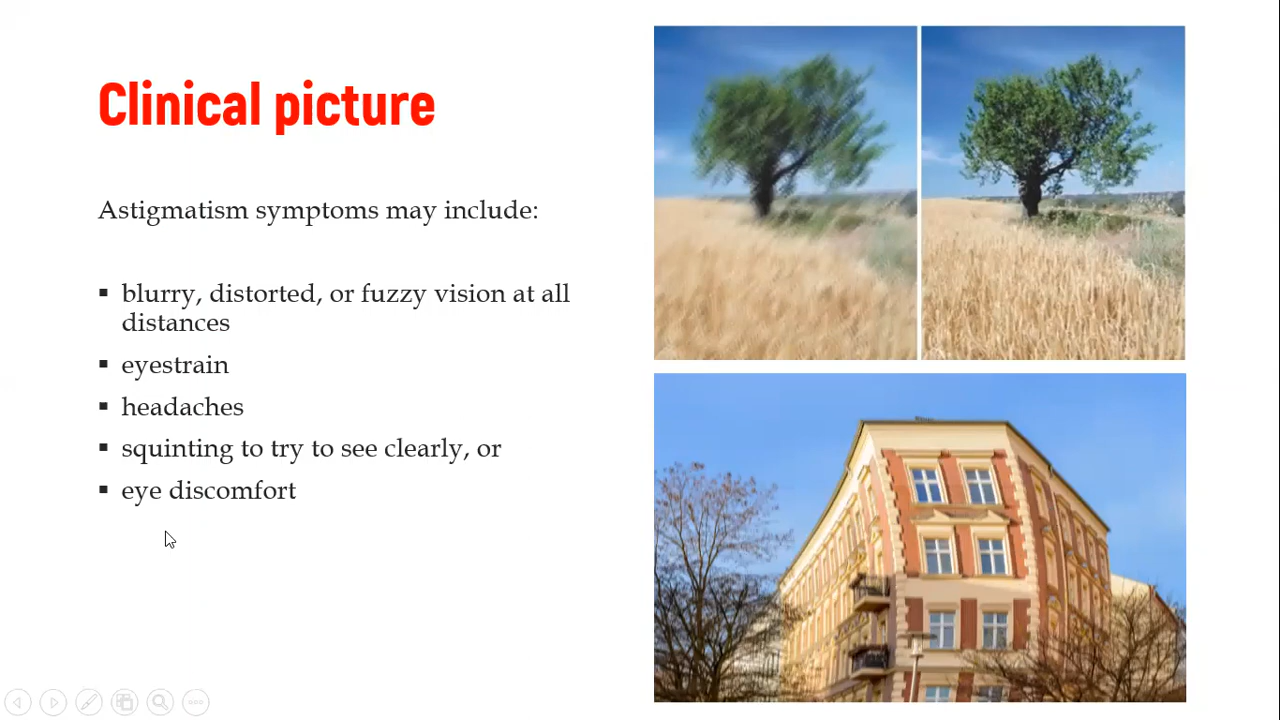 Clinical picture
Astigmatism symptoms may include:
▪ blurry, distorted, or fuzzy vision at all
distances
▪ eyestrain
▪ headaches
▪ squinting to try to see clearly, or
▪ eye discomfort